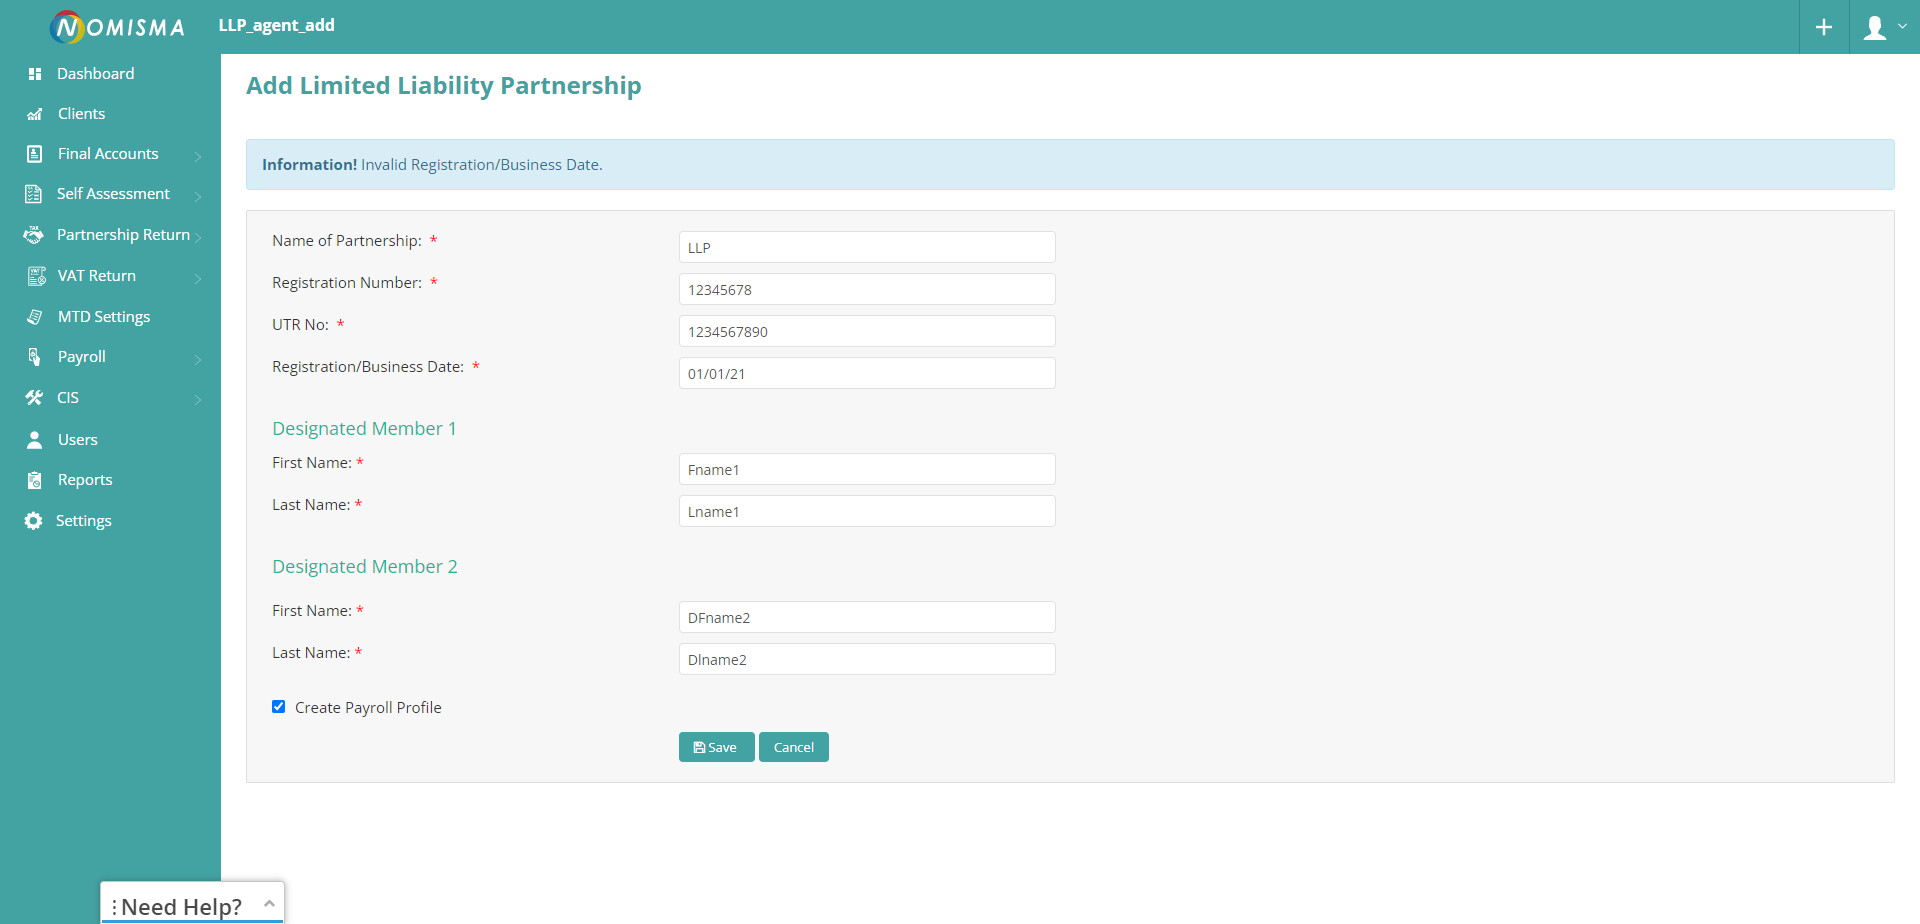 NOMISMA
LLP_agent_add
Dashboard
Clients
Final Accounts
Self Assessment
Partnership Return
VAT Return
MTD Settings
Payroll
CIS
Users
Reports
Settings
Add Limited Liability Partnership
Information! Invalid Registration/Business Date.
Name of Partnership: * LLP
Registration Number: * 12345678
UTR No: * 1234567890
Registration/Business Date: * 01/01/21
Designated Member 1
First Name: * Fname1
Last Name: * Lname1
Designated Member 2
First Name: * DFname2
Last Name: * Dlname2
Create Payroll Profile
Save Cancel
Need Help?